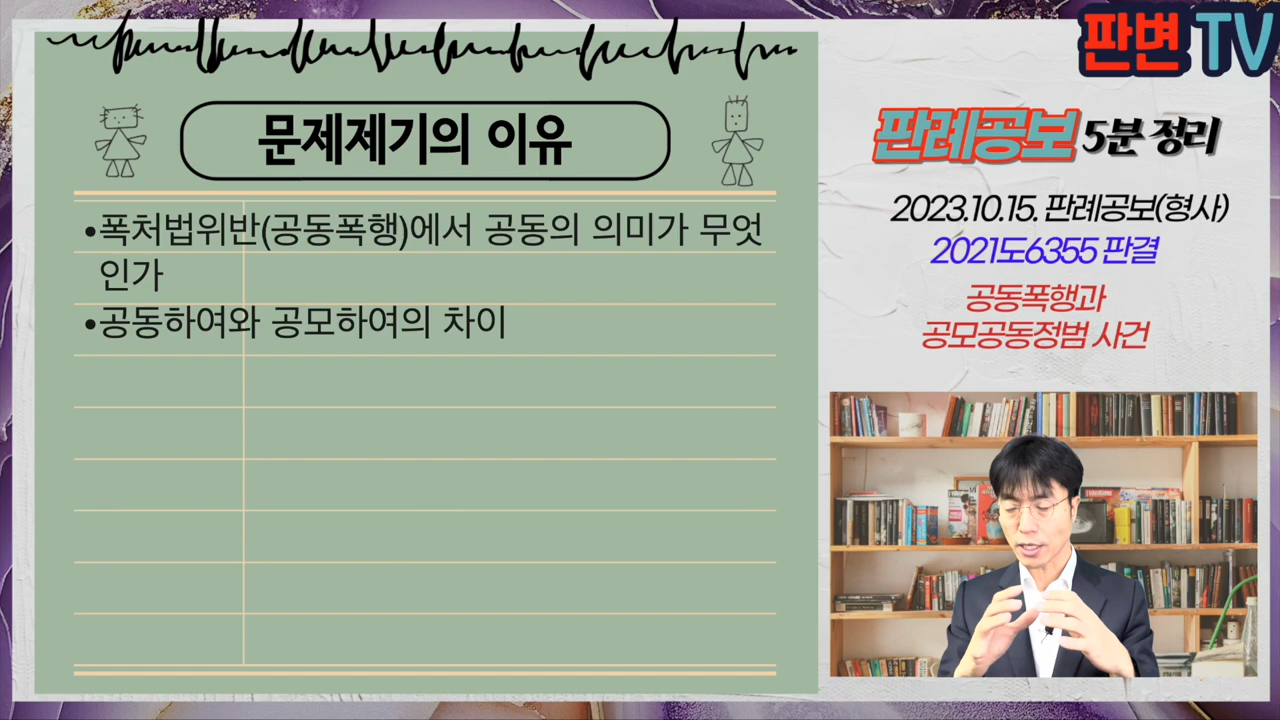 판변 TV
문제제기의 이유
•폭처법위반(공동폭행)에서 공동의 의미가 무엇
인가
•공동하여와 공모하여의 차이
판례공보 5분 정리
2023.10.15. 판례공보(형사)
2021도6355 판결
공동폭행과
공모공동정범 사건